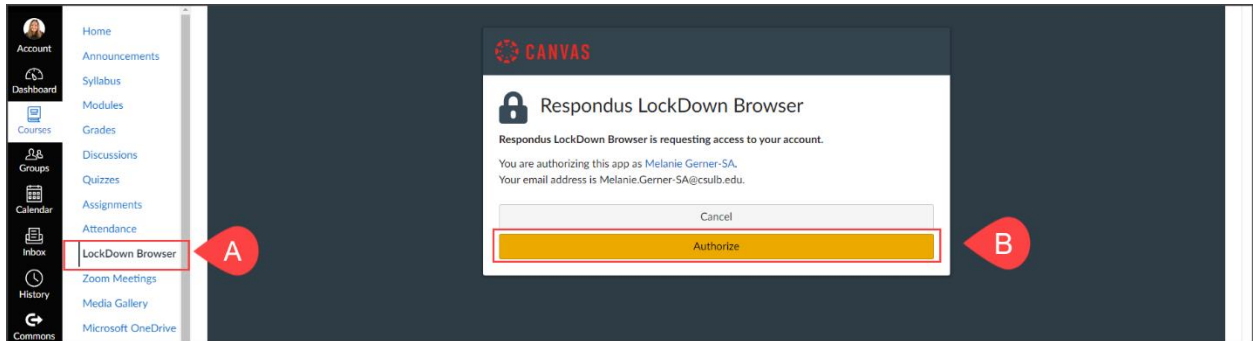 Account
Dashboard
Courses
Groups
Calendar
Inbox
History
Commons
Home
Announcements
Syllabus
Modules
Grades
Discussions
Quizzes
Assignments
Attendance
LockDown Browser
Zoom Meetings
Media Gallery
Microsoft OneDrive
A
CANVAS
Respondus LockDown Browser
Respondus LockDown Browser is requesting access to your account.
You are authorizing this app as Melanie Gerner-SA.
Your email address is Melanie.Gerner-SA@csulb.edu.
Cancel
Authorize
B